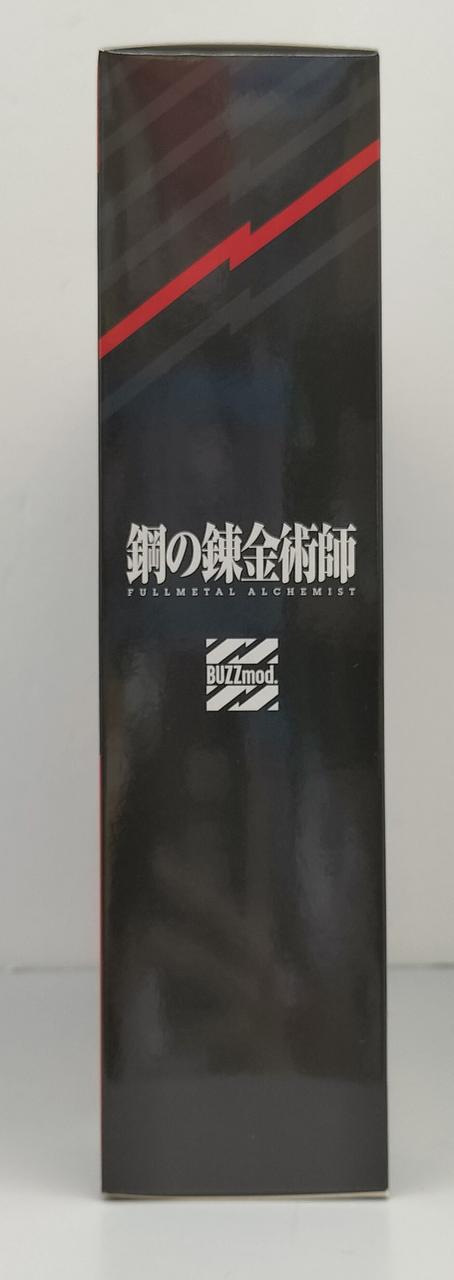 鋼の錬金術師
FULLMETAL ALCHEMIST
BUZZmod.